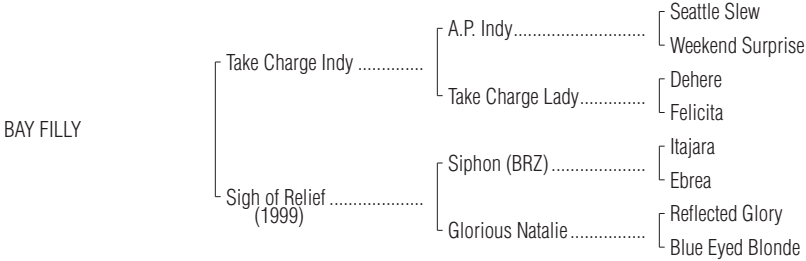 Seattle Slew
A.P. Indy..............................
Weekend Surprise
Take Charge Indy ..............
Dehere
Take Charge Lady...............
Felicita
BAY FILLY
Itajara
Siphon (BRZ).....................
Ebrea
Sigh of Relief ....................
(1999)
Reflected Glory
Glorious Natalie.................
Blue Eyed Blonde